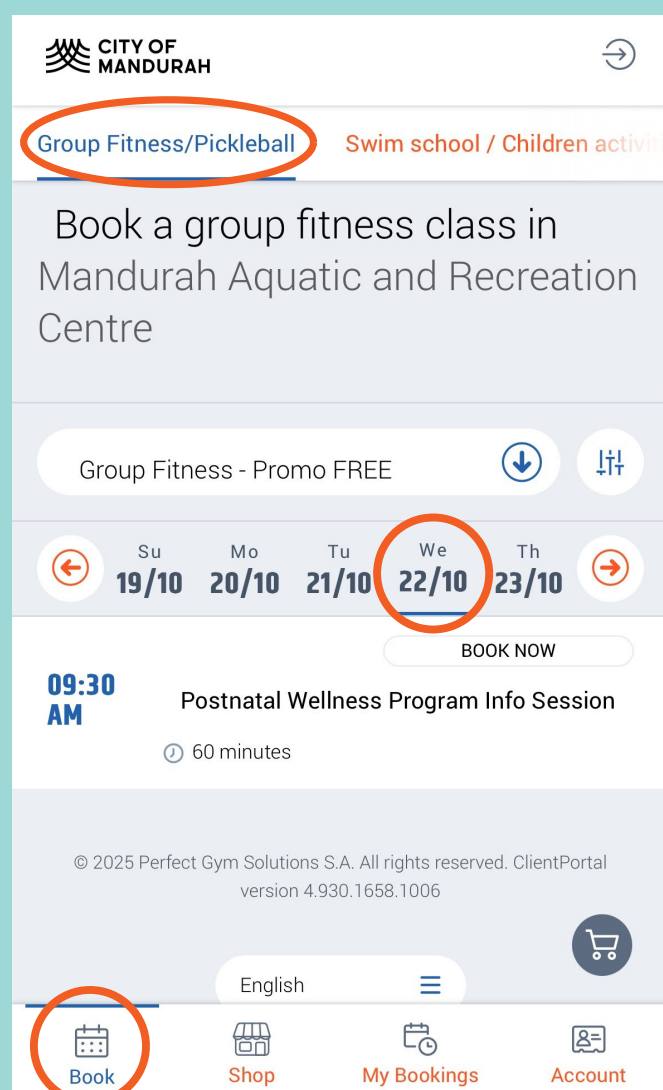 CITY OF
MANDURAH
Group Fitness/Pickleball
Swim school / Children activit
Book a group fitness class in
Mandurah Aquatic and Recreation
Centre
Group Fitness - Promo FREE
Su Mo Tu We Th
19/10 20/10 21/10 22/10 23/10
BOOK NOW
09:30
AM
Postnatal Wellness Program Info Session
60 minutes
© 2025 Perfect Gym Solutions S.A. All rights reserved. ClientPortal
version 4.930.1658.1006
English
Book Shop My Bookings Account